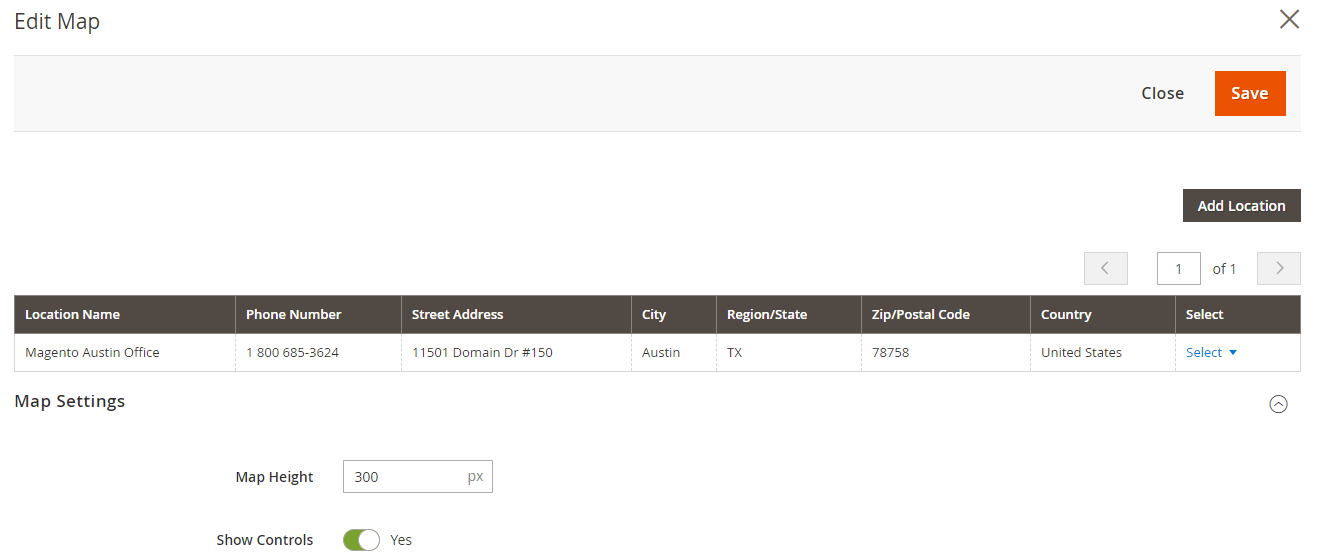 Edit Map
Close Save
Add Location
1 of 1
Location Name Phone Number Street Address City Region/State Zip/Postal Code Country Select
Magento Austin Office 1 800 685-3624 11501 Domain Dr #150 Austin TX 78758 United States Select
Map Settings
Map Height 300 px
Show Controls Yes